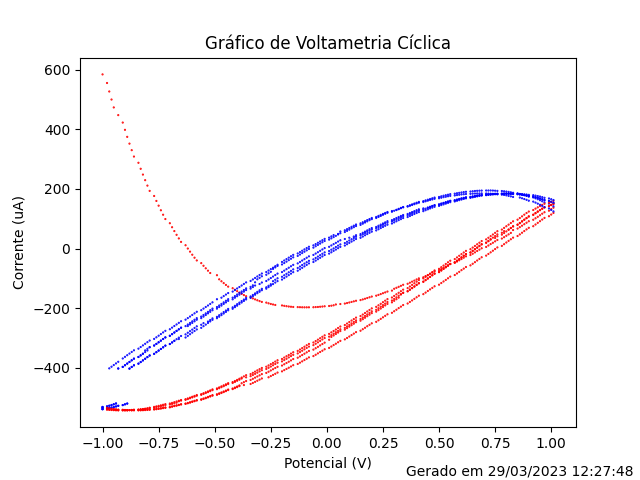 Gráfico de Voltametria Cíclica
Corrente (uA)
600
400
200
0
−200
−400
−1.00 −0.75 −0.50 −0.25 0.00 0.25 0.50 0.75 1.00
Potencial (V)
Gerado em 29/03/2023 12:27:48